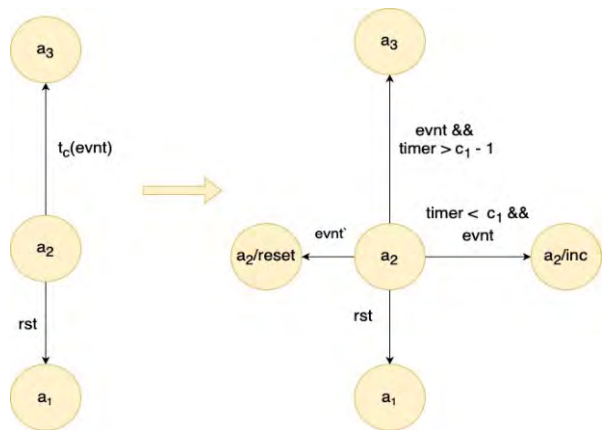 a3
tc(evnt)
a2
rst
a1
a3
evnt &&
timer > c1 - 1
timer < c1 &&
evnt
a2/reset
evnt`
a2
a2/inc
rst
a1